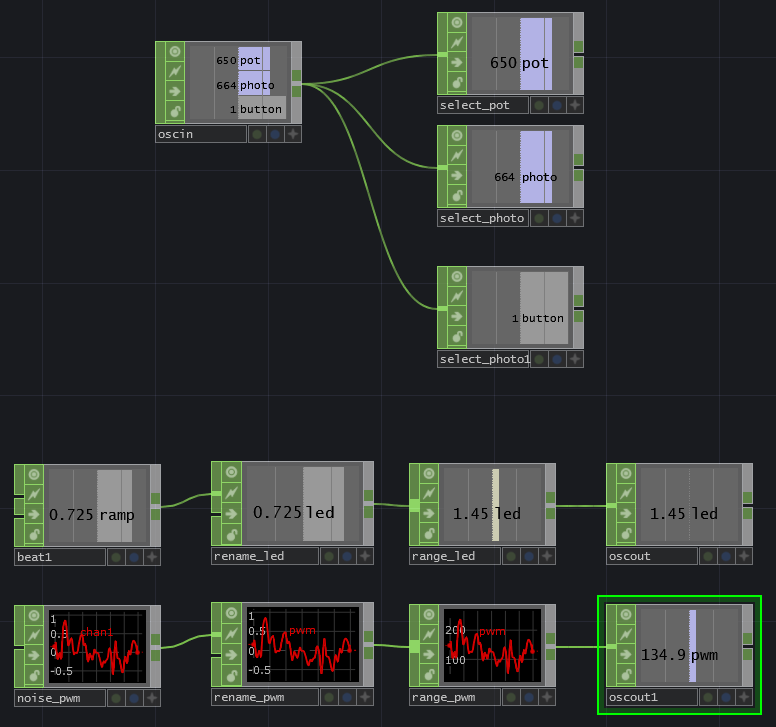 650 pot
664 photo
1 button
oscin
650 pot
select_pot
664 photo
select_photo
1 button
select_photo1
0.725 ramp
beat1
0.725 led
rename_led
1.45 led
range_led
1.45 led
oscout
1
0.5
0
-0.5
chan1
noise_pwm
1
0.5
0
-0.5
pwm
rename_pwm
200
100
pwm
range_pwm
134.9 pwm
oscout1